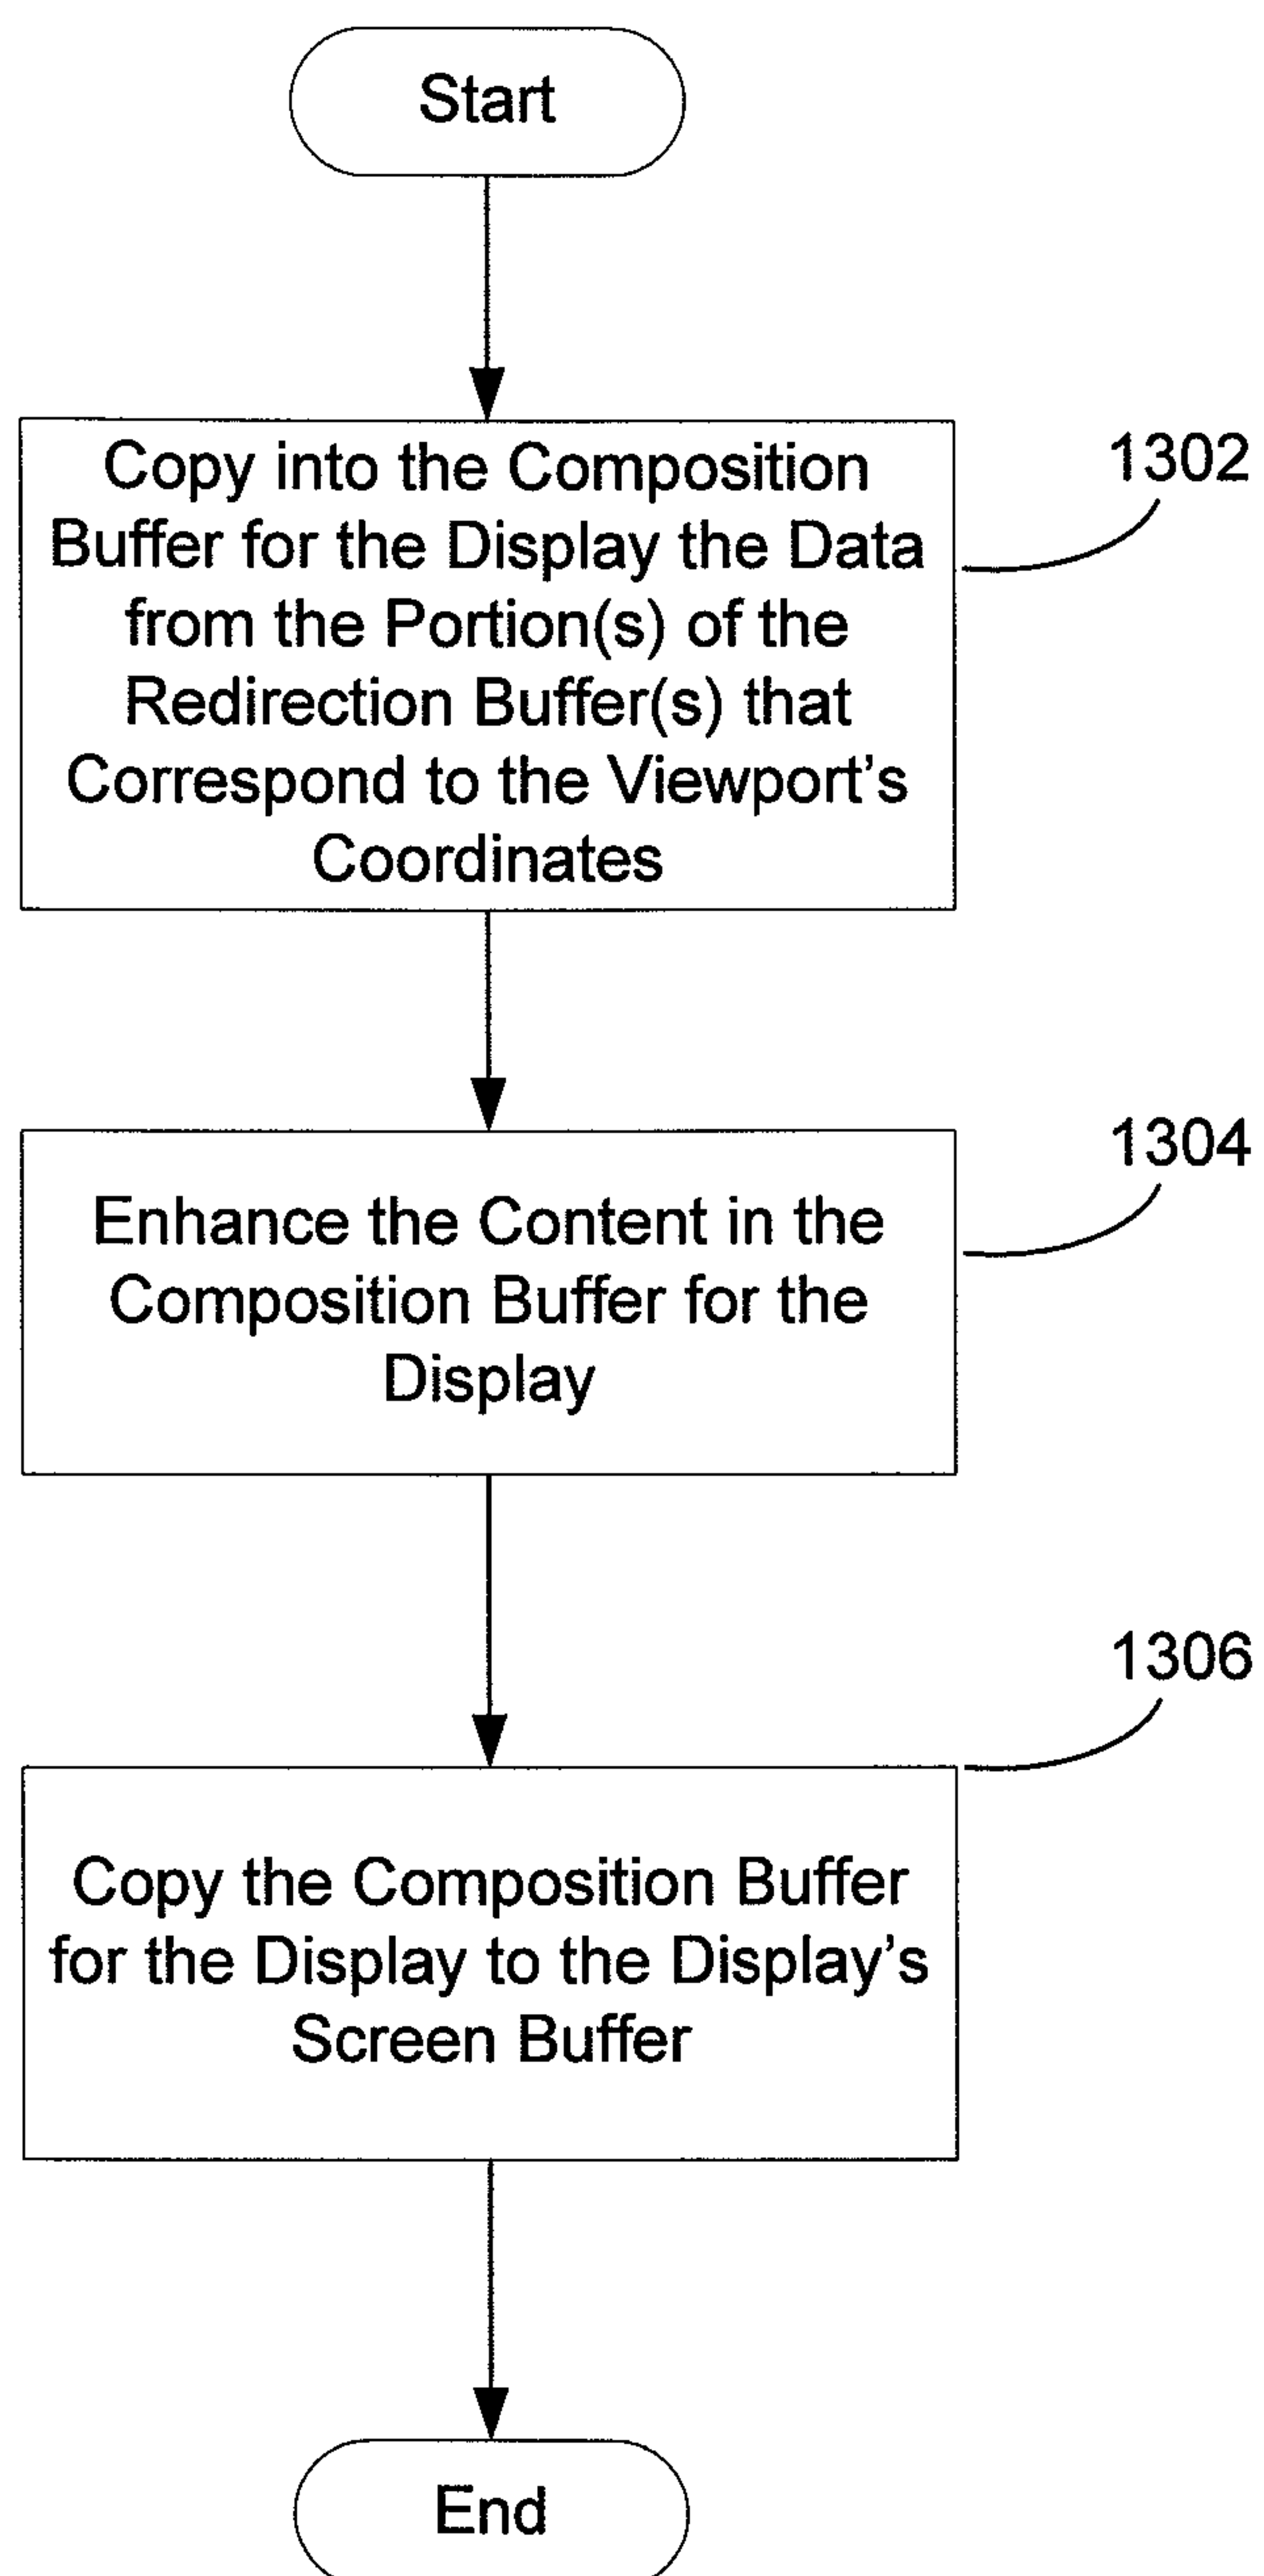 Start
Copy into the Composition
Buffer for the Display the Data
from the Portion(s) of the
Redirection Buffer(s) that
Correspond to the Viewport's
Coordinates
1302
Enhance the Content in the
Composition Buffer for the
Display
1304
Copy the Composition Buffer
for the Display to the Display's
Screen Buffer
1306
End